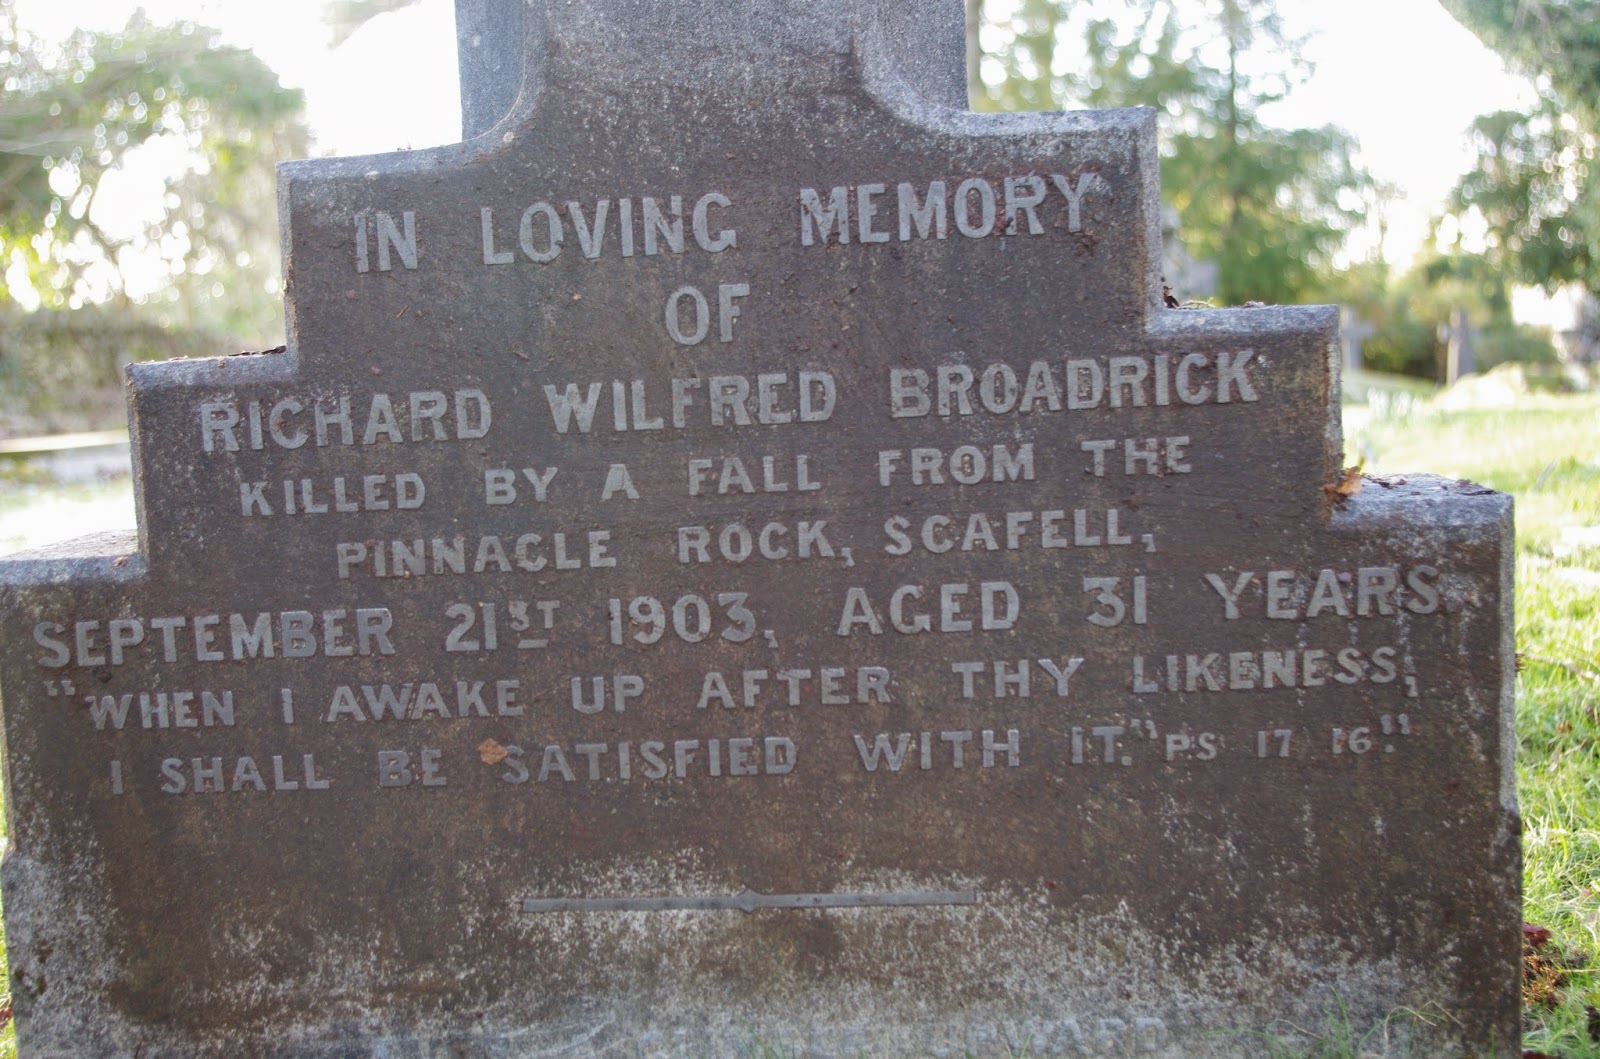 IN LOVING MEMORY
OF
RICHARD WILFRED BROADRICK
KILLED BY A FALL FROM THE
PINNACLE ROCK, SCAFELL,
SEPTEMBER 21ST 1903, AGED 31 YEARS.
"WHEN I AWAKE UP AFTER THY LIKENESS,
I SHALL BE SATISFIED WITH IT." PS 17 16."